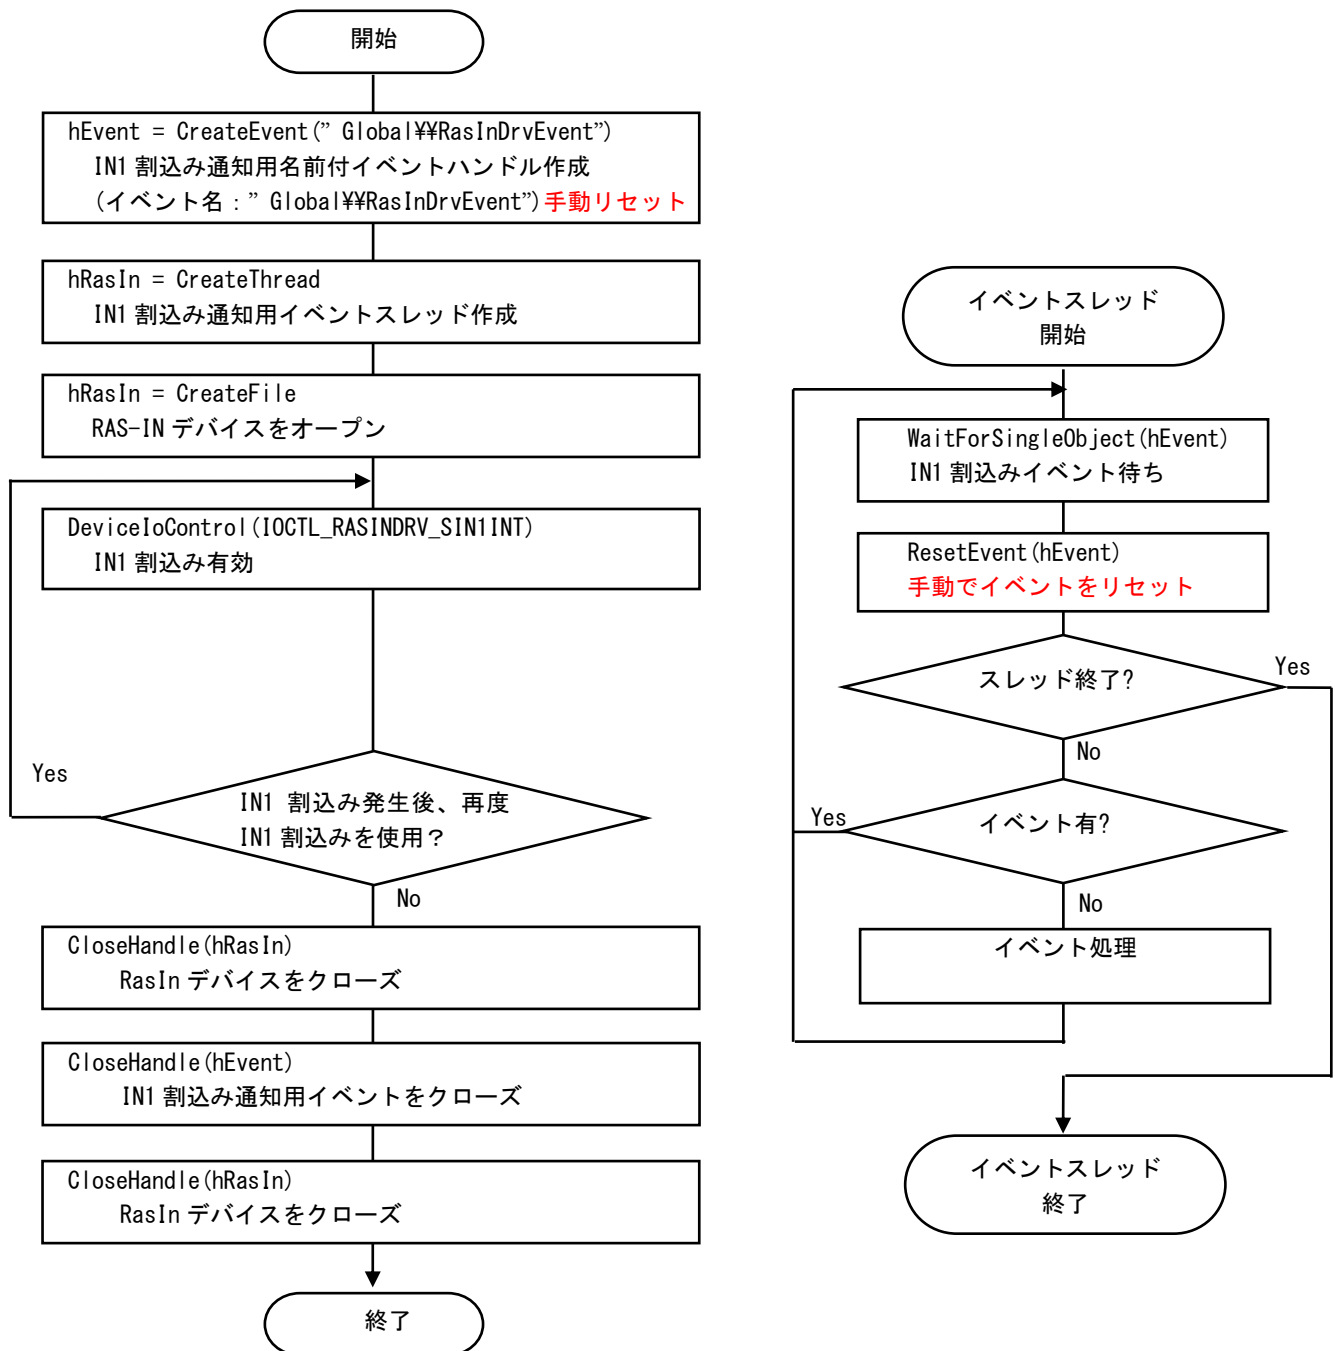 開始
hEvent = CreateEvent(” Global¥¥RasInDrvEvent”)
IN1 割込み通知用名前付イベントハンドル作成
(イベント名：” Global¥¥RasInDrvEvent”)手動リセット
hRasIn = CreateThread
IN1 割込み通知用イベントスレッド作成
hRasIn = CreateFile
RAS-IN デバイスをオープン
DeviceIoControl(IOCTL_RASINDRV_SIN1INT)
IN1 割込み有効
Yes
IN1 割込み発生後、再度
IN1 割込みを使用？
No
CloseHandle(hRasIn)
RasIn デバイスをクローズ
CloseHandle(hEvent)
IN1 割込み通知用イベントをクローズ
CloseHandle(hRasIn)
RasIn デバイスをクローズ
終了
イベントスレッド
開始
WaitForSingleObject(hEvent)
IN1 割込みイベント待ち
ResetEvent(hEvent)
手動でイベントをリセット
スレッド終了?
Yes
No
イベント有?
Yes
No
イベント処理
イベントスレッド
終了